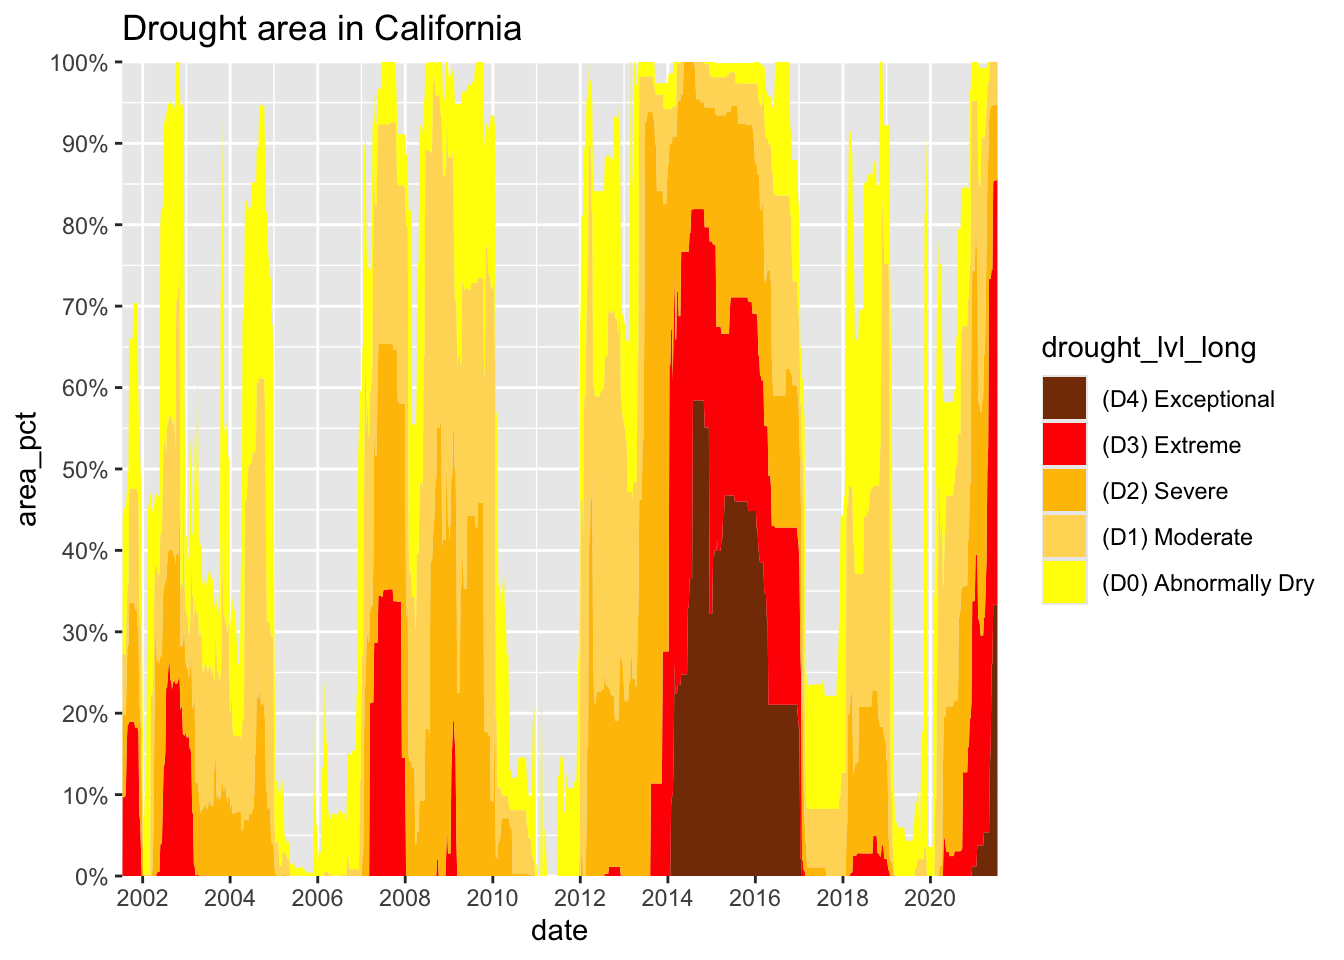 Drought area in California
100%
90%
80%
70%
60%
50%
40%
30%
20%
10%
0%
area_pct
2002 2004 2006 2008 2010 2012 2014 2016 2018 2020
date
drought_lvl_long
(D4) Exceptional
(D3) Extreme
(D2) Severe
(D1) Moderate
(D0) Abnormally Dry